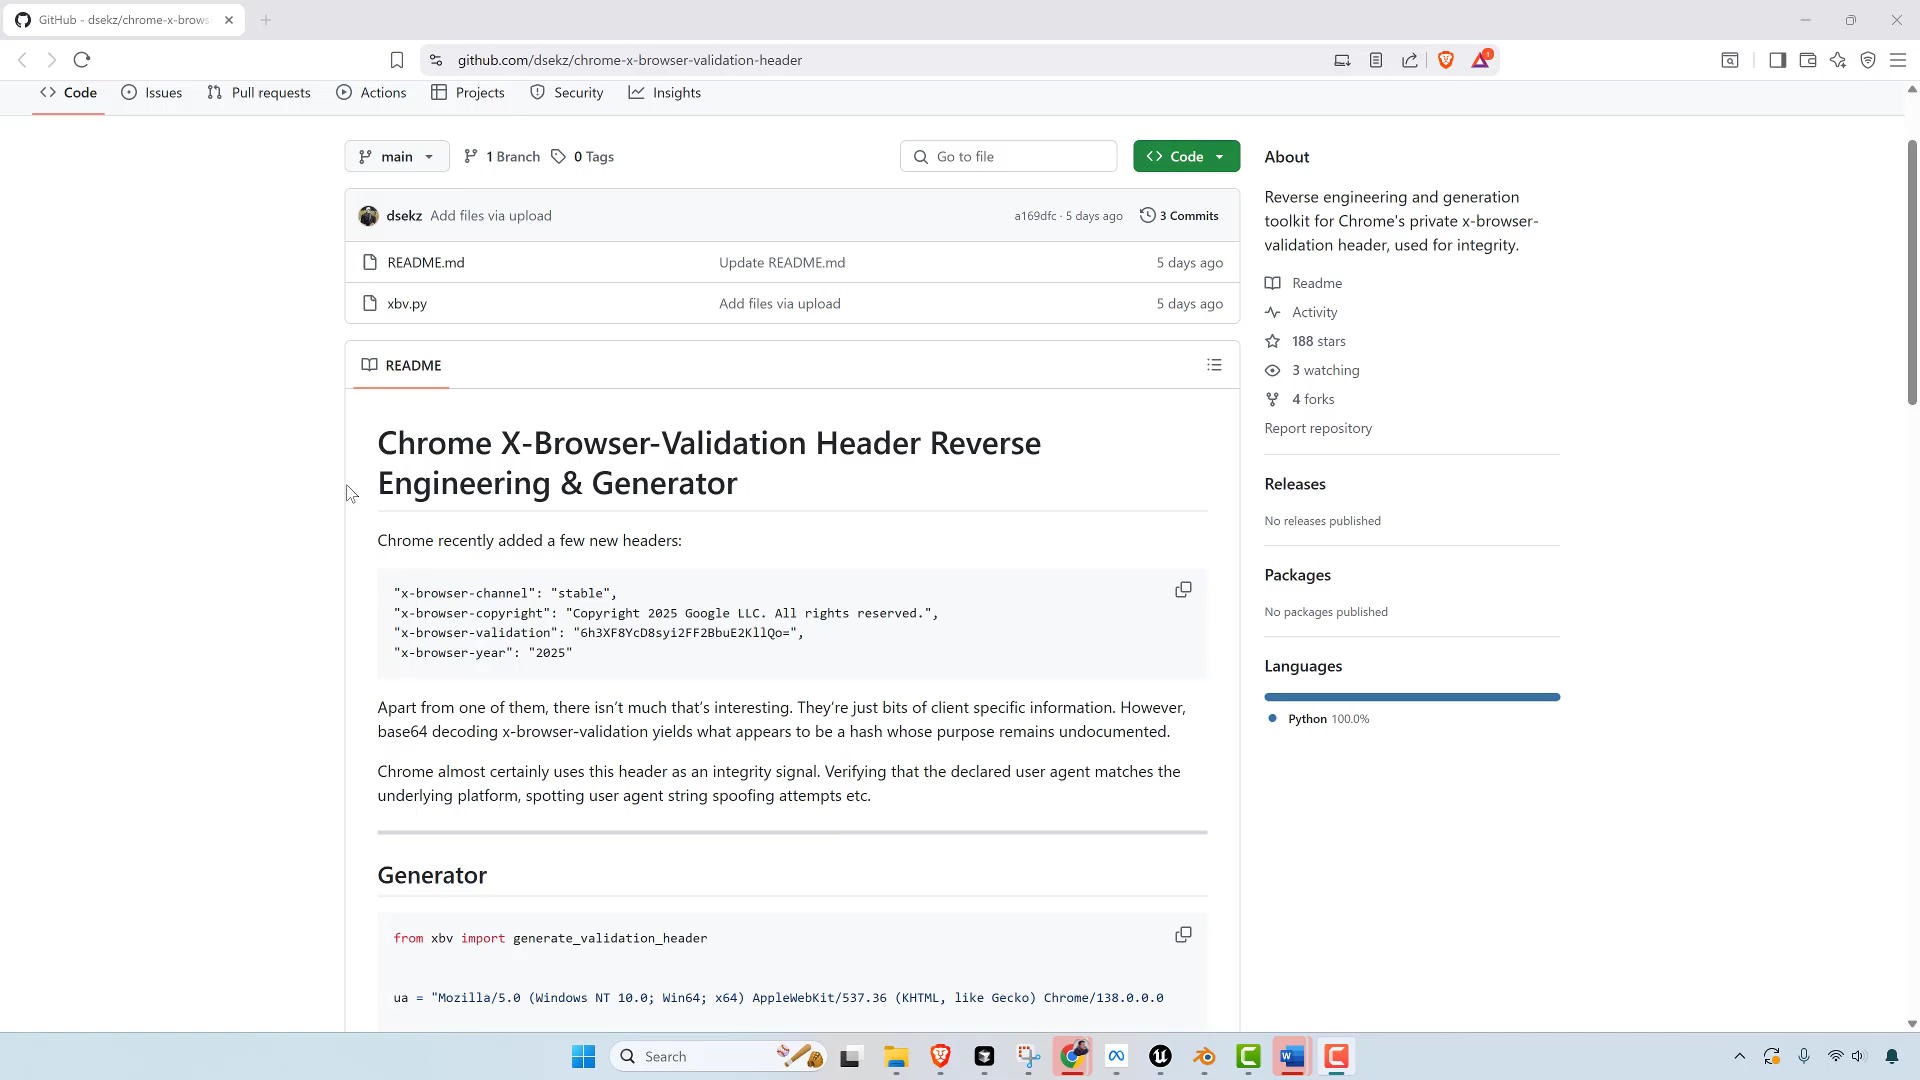 GitHub - dsekz/chrome-x-brows
github.com/dsekz/chrome-x-browser-validation-header
1
Code
Issues
Pull requests
Actions
Projects
Security
Insights
main
1 Branch
0 Tags
Go to file
Code
dsekz Add files via upload
a169dfc · 5 days ago
3 Commits
README.md
Update README.md
5 days ago
xbv.py
Add files via upload
5 days ago
README
Chrome X-Browser-Validation Header Reverse
Engineering & Generator
Chrome recently added a few new headers:
"x-browser-channel": "stable",
"x-browser-copyright": "Copyright 2025 Google LLC. All rights reserved.",
"x-browser-validation": "6h3XF8YcD8syi2FF2BbuE2KllQo=",
"x-browser-year": "2025"
Apart from one of them, there isn’t much that’s interesting. They’re just bits of client specific information. However,
base64 decoding x-browser-validation yields what appears to be a hash whose purpose remains undocumented.
Chrome almost certainly uses this header as an integrity signal. Verifying that the declared user agent matches the
underlying platform, spotting user agent string spoofing attempts etc.
Generator
from xbv import generate_validation_header
ua = "Mozilla/5.0 (Windows NT 10.0; Win64; x64) AppleWebKit/537.36 (KHTML, like Gecko) Chrome/138.0.0.0
About
Reverse engineering and generation
toolkit for Chrome's private x-browser-
validation header, used for integrity.
Readme
Activity
188 stars
3 watching
4 forks
Report repository
Releases
No releases published
Packages
No packages published
Languages
Python 100.0%
Search